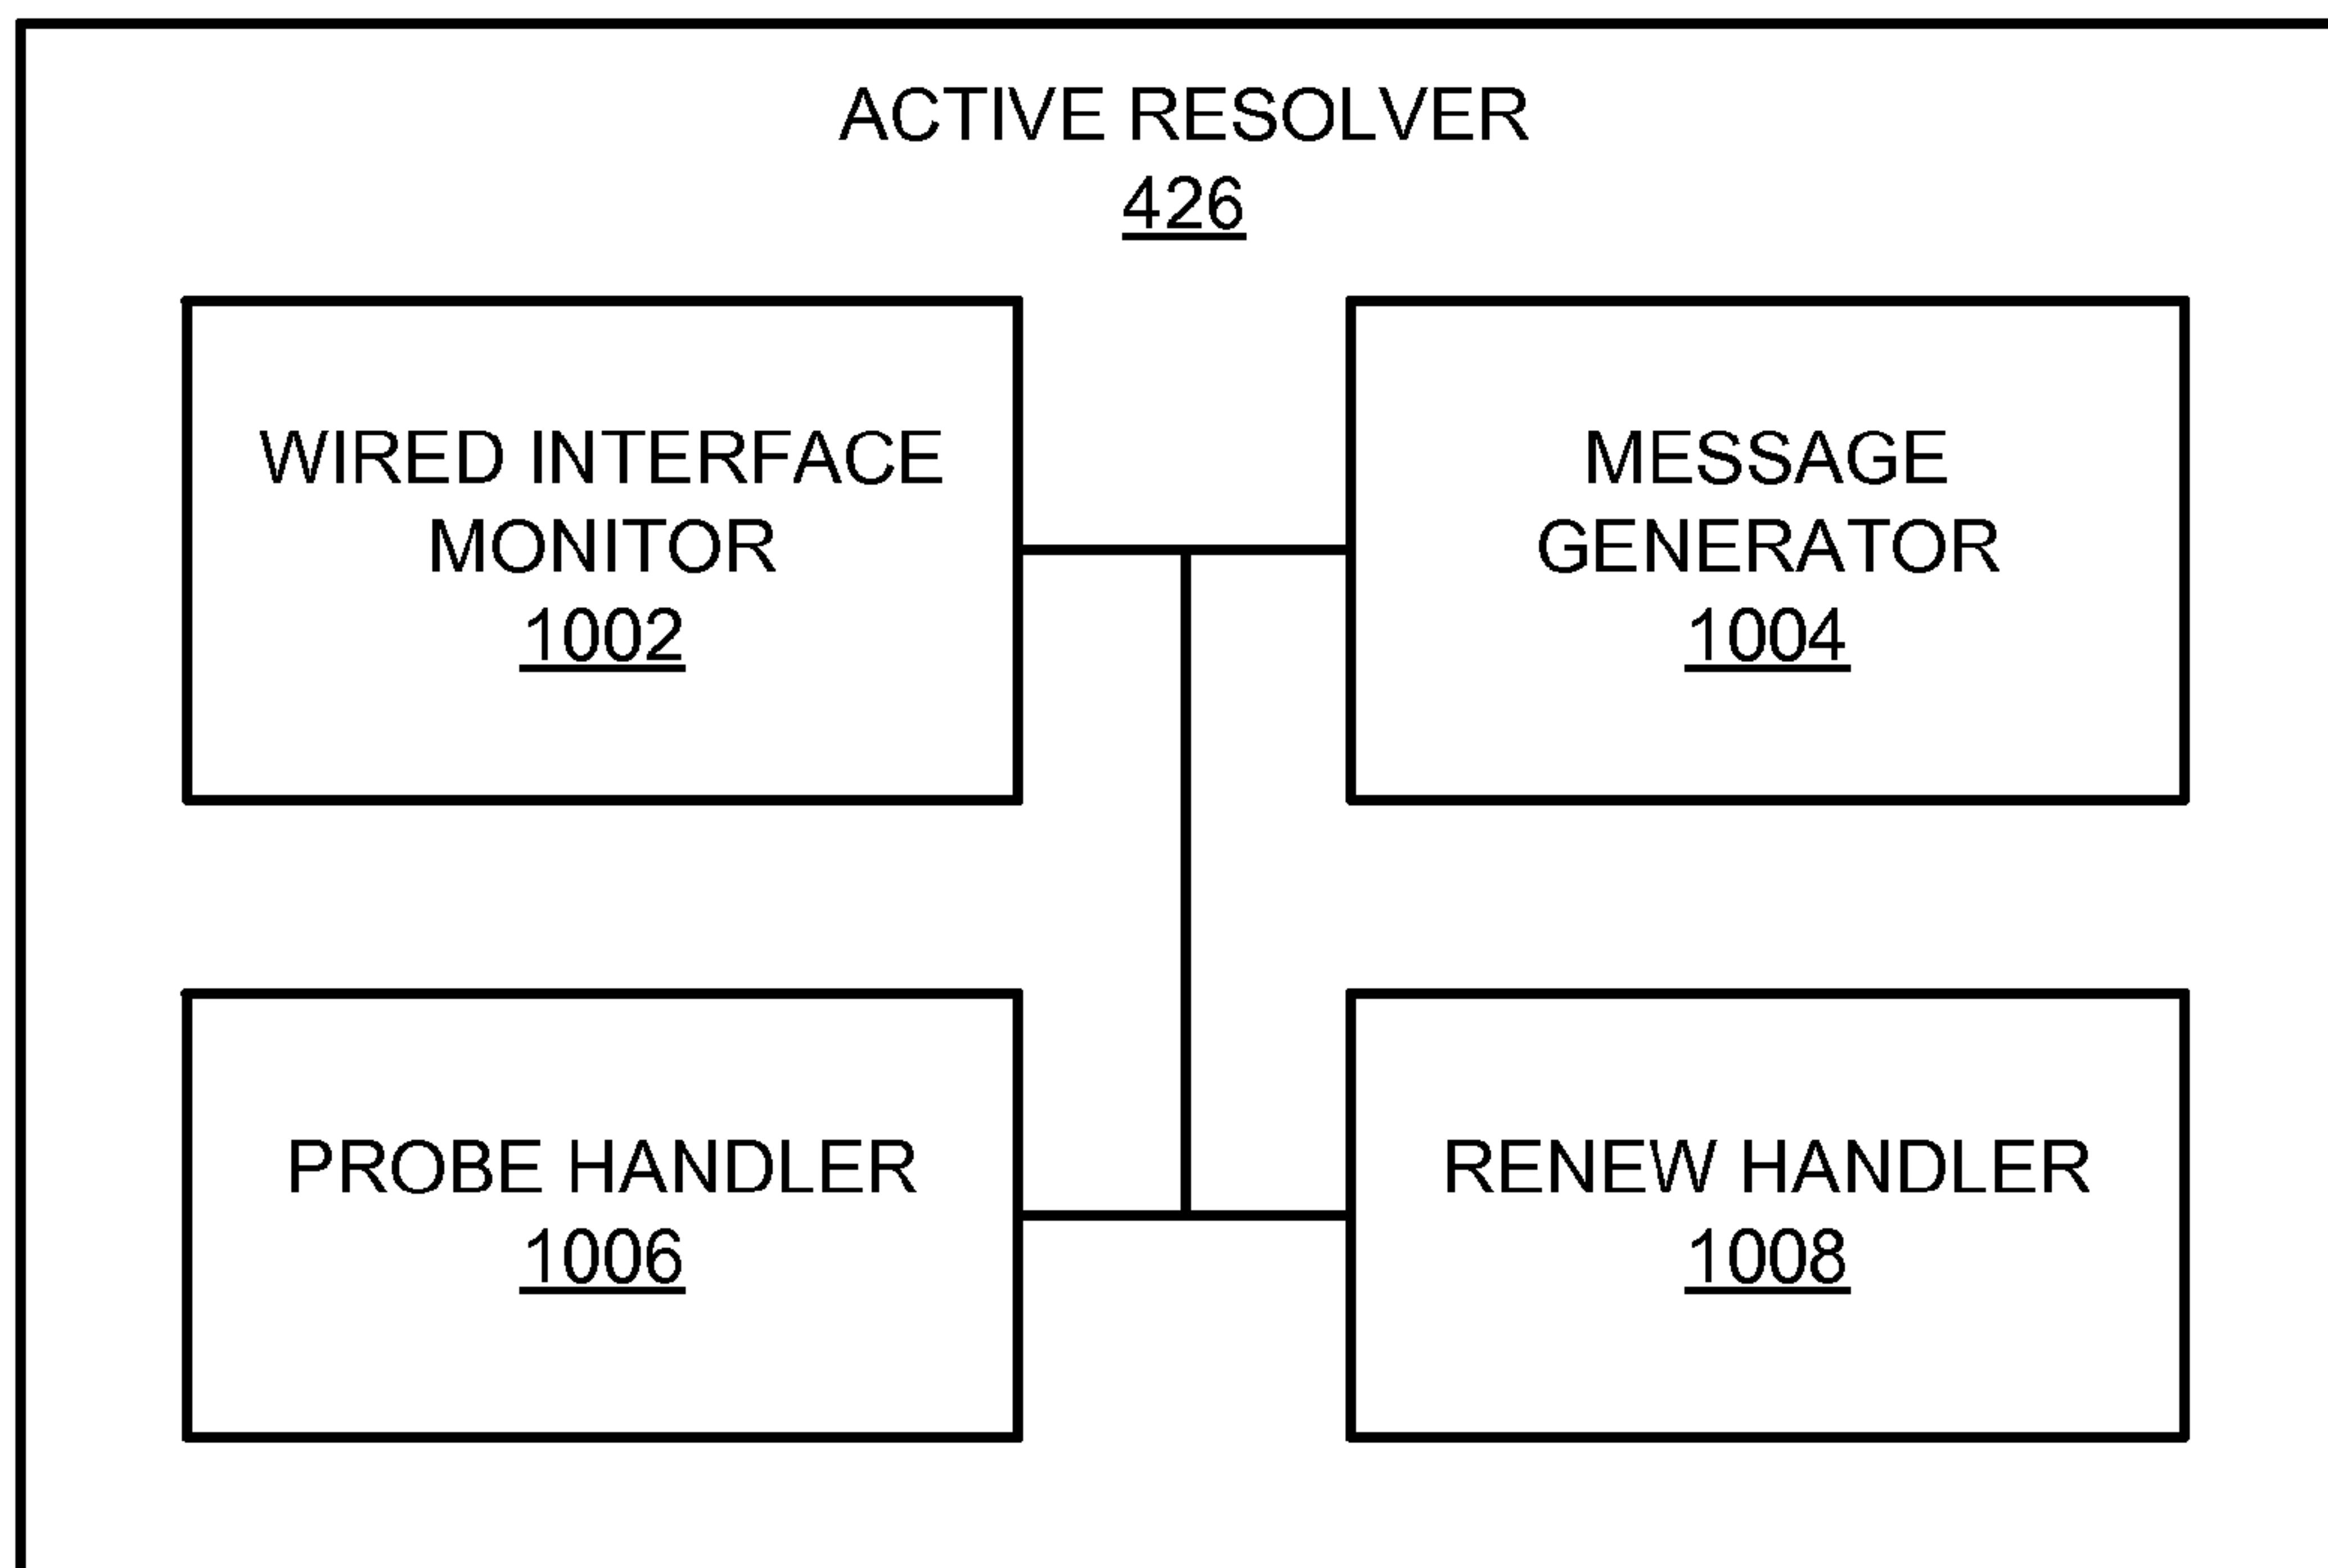 ACTIVE RESOLVER
426
WIRED INTERFACE
MONITOR
1002
MESSAGE
GENERATOR
1004
PROBE HANDLER
1006
RENEW HANDLER
1008